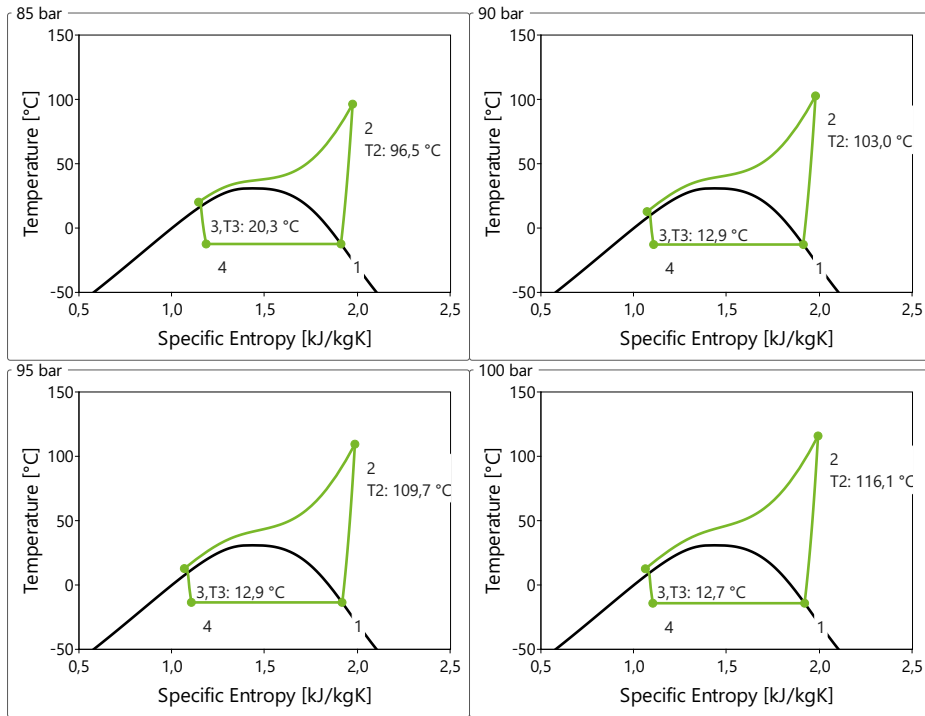 85 bar
150
100
50
0
-50
0,5
1,0
1,5
2,0
2,5
Temperature [°C]
Specific Entropy [kJ/kgK]
2
T2: 96,5 °C
3,T3: 20,3 °C
4
1
90 bar
150
100
50
0
-50
0,5
1,0
1,5
2,0
2,5
Temperature [°C]
Specific Entropy [kJ/kgK]
2
T2: 103,0 °C
3,T3: 12,9 °C
4
1
95 bar
150
100
50
0
-50
0,5
1,0
1,5
2,0
2,5
Temperature [°C]
Specific Entropy [kJ/kgK]
2
T2: 109,7 °C
3,T3: 12,9 °C
4
1
100 bar
150
100
50
0
-50
0,5
1,0
1,5
2,0
2,5
Temperature [°C]
Specific Entropy [kJ/kgK]
2
T2: 116,1 °C
3,T3: 12,7 °C
4
1